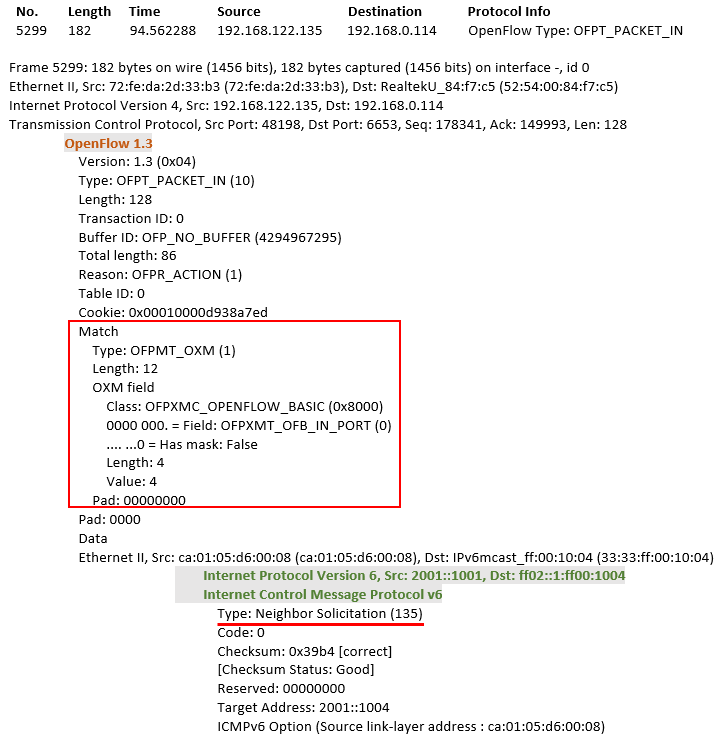 No. Length Time Source Destination Protocol Info
5299 182 94.562288 192.168.122.135 192.168.0.114 OpenFlow Type: OFPT_PACKET_IN
Frame 5299: 182 bytes on wire (1456 bits), 182 bytes captured (1456 bits) on interface -, id 0
Ethernet II, Src: 72:fe:da:2d:33:b3 (72:fe:da:2d:33:b3), Dst: RealtekU_84:f7:c5 (52:54:00:84:f7:c5)
Internet Protocol Version 4, Src: 192.168.122.135, Dst: 192.168.0.114
Transmission Control Protocol, Src Port: 48198, Dst Port: 6653, Seq: 178341, Ack: 149993, Len: 128
OpenFlow 1.3
Version: 1.3 (0x04)
Type: OFPT_PACKET_IN (10)
Length: 128
Transaction ID: 0
Buffer ID: OFP_NO_BUFFER (4294967295)
Total length: 86
Reason: OFPR_ACTION (1)
Table ID: 0
Cookie: 0x00010000d938a7ed
Match
Type: OFPMT_OXM (1)
Length: 12
OXM field
Class: OFPXMC_OPENFLOW_BASIC (0x8000)
0000 000. = Field: OFPXMT_OFB_IN_PORT (0)
.... ...0 = Has mask: False
Length: 4
Value: 4
Pad: 00000000
Pad: 0000
Data
Ethernet II, Src: ca:01:05:d6:00:08 (ca:01:05:d6:00:08), Dst: IPv6mcast_ff:00:10:04 (33:33:ff:00:10:04)
Internet Protocol Version 6, Src: 2001::1001, Dst: ff02::1:ff00:1004
Internet Control Message Protocol v6
Type: Neighbor Solicitation (135)
Code: 0
Checksum: 0x39b4 [correct]
[Checksum Status: Good]
Reserved: 00000000
Target Address: 2001::1004
ICMPv6 Option (Source link-layer address : ca:01:05:d6:00:08)